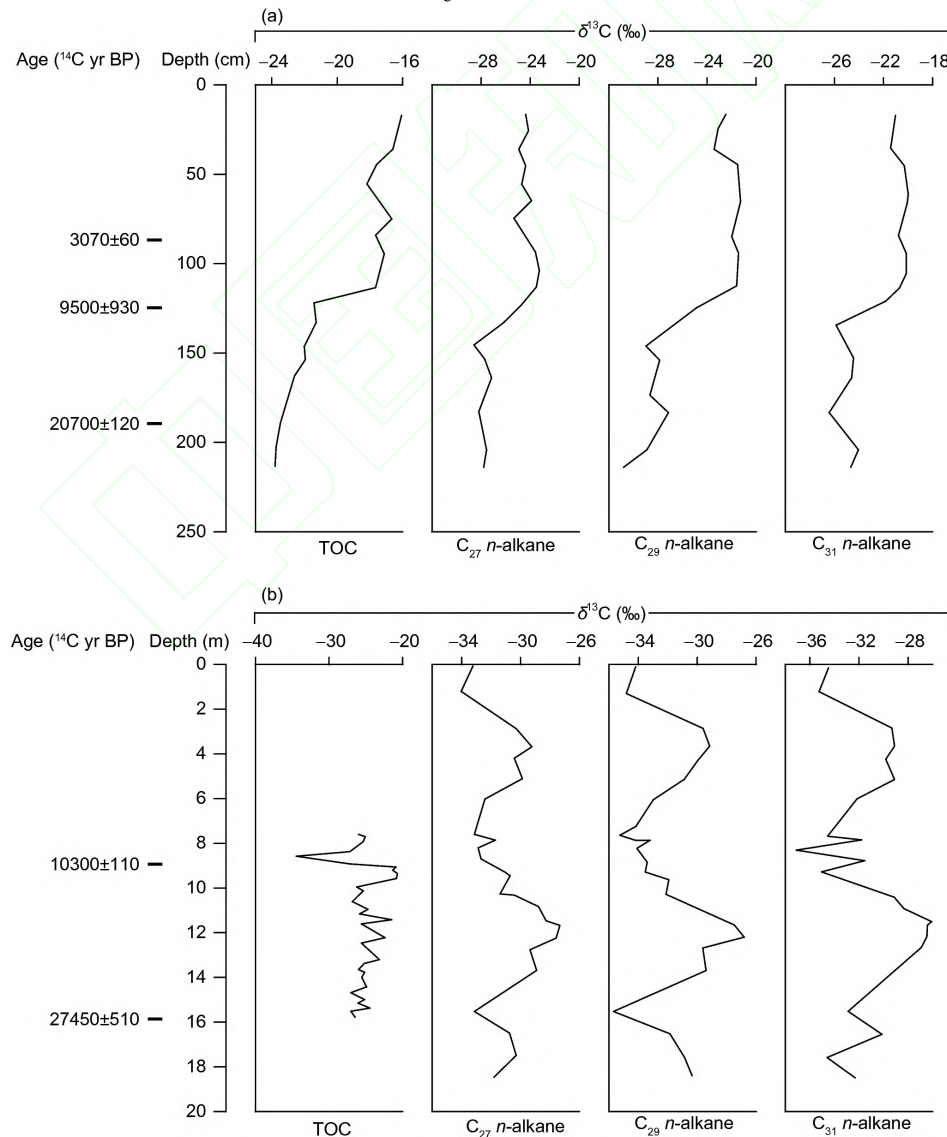 (a)
δ¹³C (‰)
Age (¹⁴C yr BP) Depth (cm) −24 −20 −16 −28 −24 −20 −28 −24 −20 −26 −22 −18
0
50
3070±60
100
9500±930
150
20700±120
200
250
TOC C₂₇ n-alkane C₂₉ n-alkane C₃₁ n-alkane
(b)
δ¹³C (‰)
Age (¹⁴C yr BP) Depth (m) −40 −30 −20 −34 −30 −26 −34 −30 −26 −36 −32 −28
0
2
4
6
8
10300±110
10
12
14
27450±510
16
18
20
TOC C₂₇ n-alkane C₂₉ n-alkane C₃₁ n-alkane